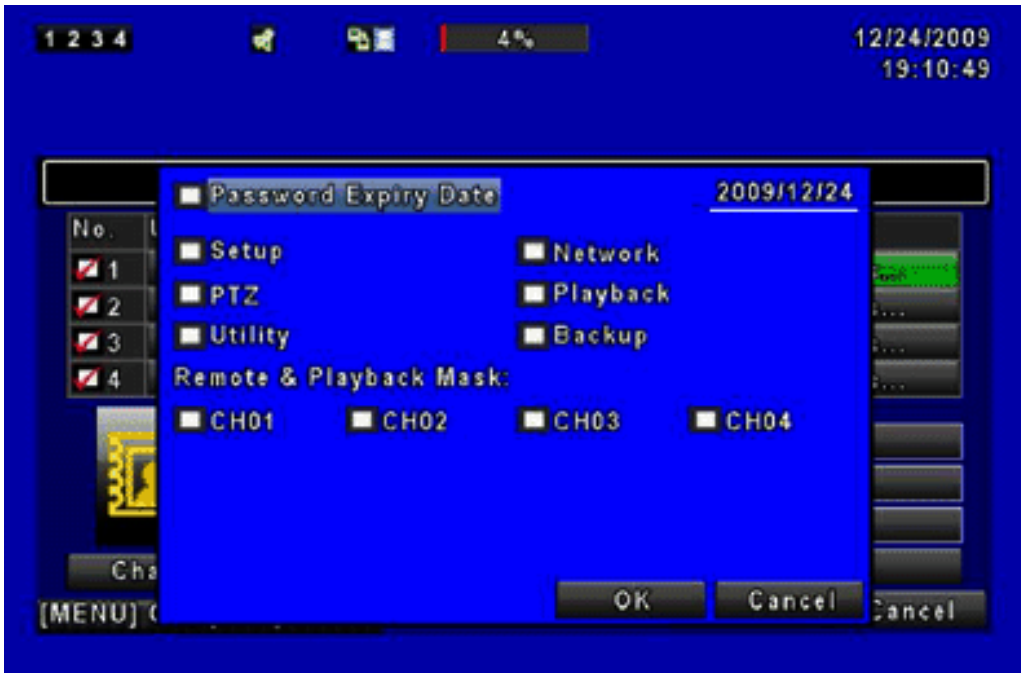 1 2 3 4
4%
12/24/2009
19:10:49
Password Expiry Date
2009/12/24
No.
Setup
Network
1
PTZ
Playback
2
Utility
Backup
3
Remote & Playback Mask:
4
CH01
CH02
CH03
CH04
Cha
OK
Cancel
[MENU]
Cancel